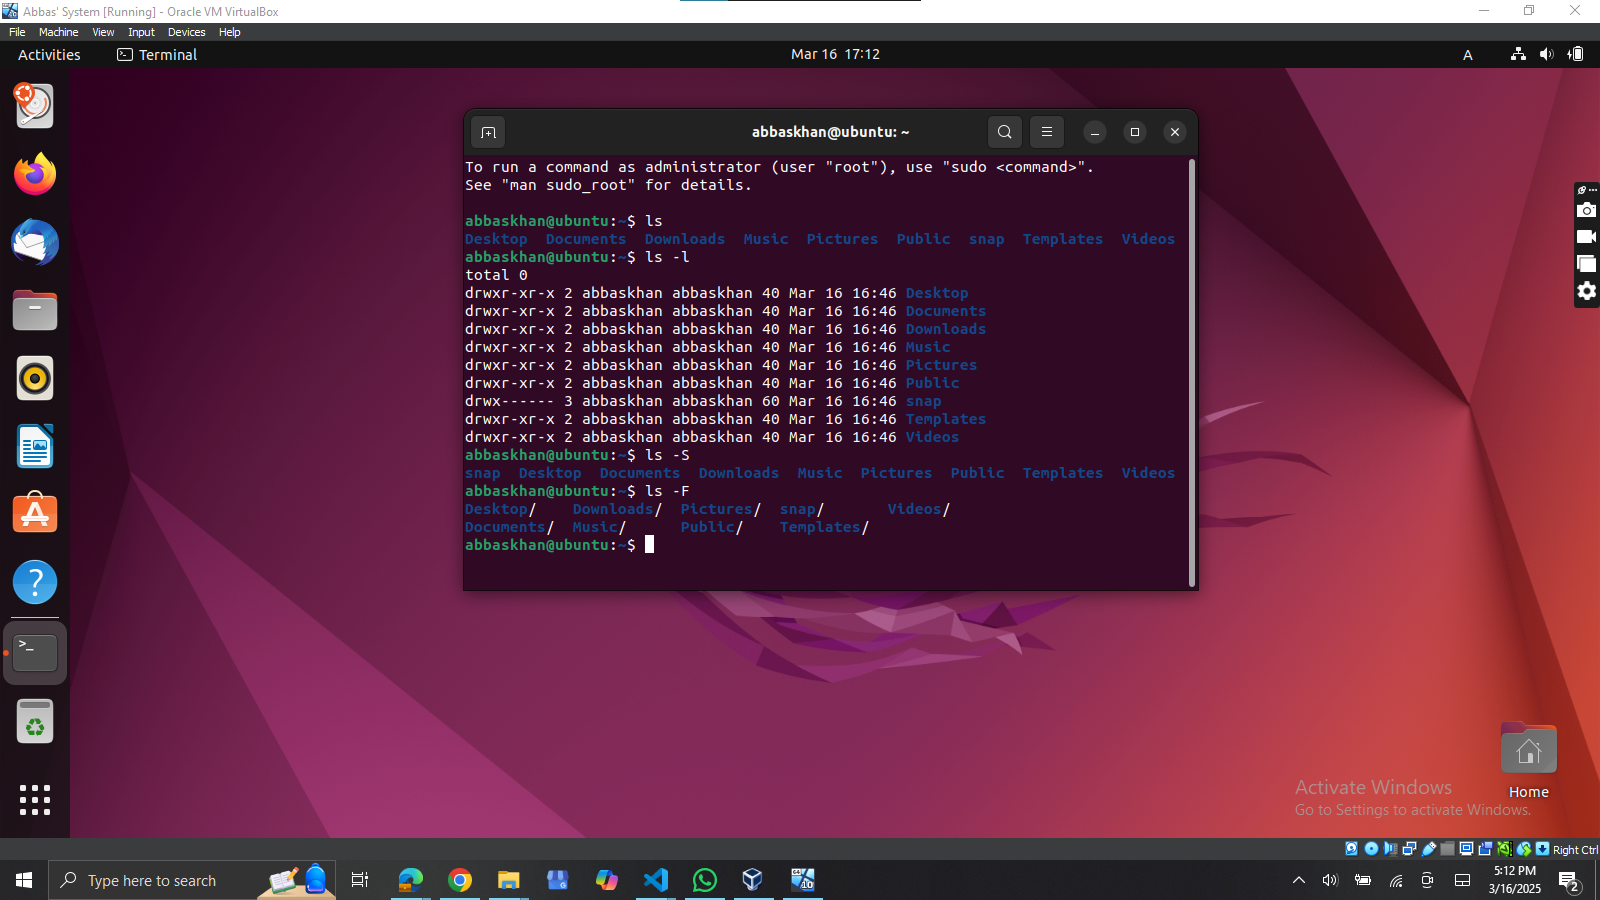 Abbas' System [Running] - Oracle VM VirtualBox
File Machine View Input Devices Help
Activities Terminal Mar 16 17:12 A
abbaskhan@ubuntu: ~
To run a command as administrator (user "root"), use "sudo <command>".
See "man sudo_root" for details.
abbaskhan@ubuntu:~$ ls
Desktop Documents Downloads Music Pictures Public snap Templates Videos
abbaskhan@ubuntu:~$ ls -l
total 0
drwxr-xr-x 2 abbaskhan abbaskhan 40 Mar 16 16:46 Desktop
drwxr-xr-x 2 abbaskhan abbaskhan 40 Mar 16 16:46 Documents
drwxr-xr-x 2 abbaskhan abbaskhan 40 Mar 16 16:46 Downloads
drwxr-xr-x 2 abbaskhan abbaskhan 40 Mar 16 16:46 Music
drwxr-xr-x 2 abbaskhan abbaskhan 40 Mar 16 16:46 Pictures
drwxr-xr-x 2 abbaskhan abbaskhan 40 Mar 16 16:46 Public
drwx------ 3 abbaskhan abbaskhan 60 Mar 16 16:46 snap
drwxr-xr-x 2 abbaskhan abbaskhan 40 Mar 16 16:46 Templates
drwxr-xr-x 2 abbaskhan abbaskhan 40 Mar 16 16:46 Videos
abbaskhan@ubuntu:~$ ls -S
snap Desktop Documents Downloads Music Pictures Public Templates Videos
abbaskhan@ubuntu:~$ ls -F
Desktop/ Downloads/ Pictures/ snap/ Videos/
Documents/ Music/ Public/ Templates/
abbaskhan@ubuntu:~$
Home
Activate Windows
Go to Settings to activate Windows.
Right Ctrl
Type here to search
5:12 PM
3/16/2025
2